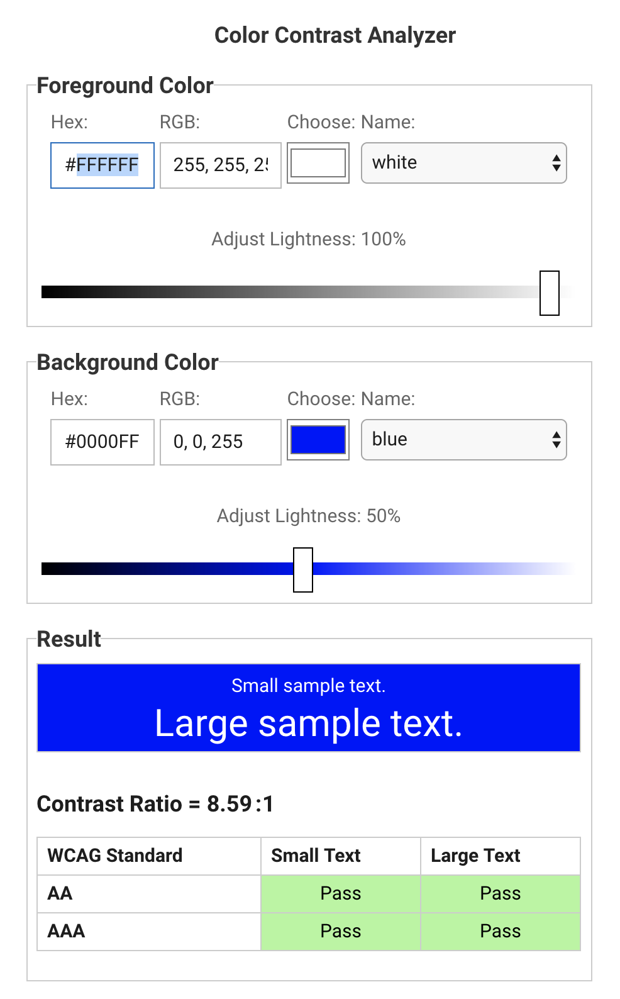 Color Contrast Analyzer
Foreground Color
Hex: RGB: Choose: Name:
#FFFFFF 255, 255, 25 white
Adjust Lightness: 100%
Background Color
Hex: RGB: Choose: Name:
#0000FF 0, 0, 255 blue
Adjust Lightness: 50%
Result
Small sample text.
Large sample text.
Contrast Ratio = 8.59:1
WCAG Standard Small Text Large Text
AA Pass Pass
AAA Pass Pass